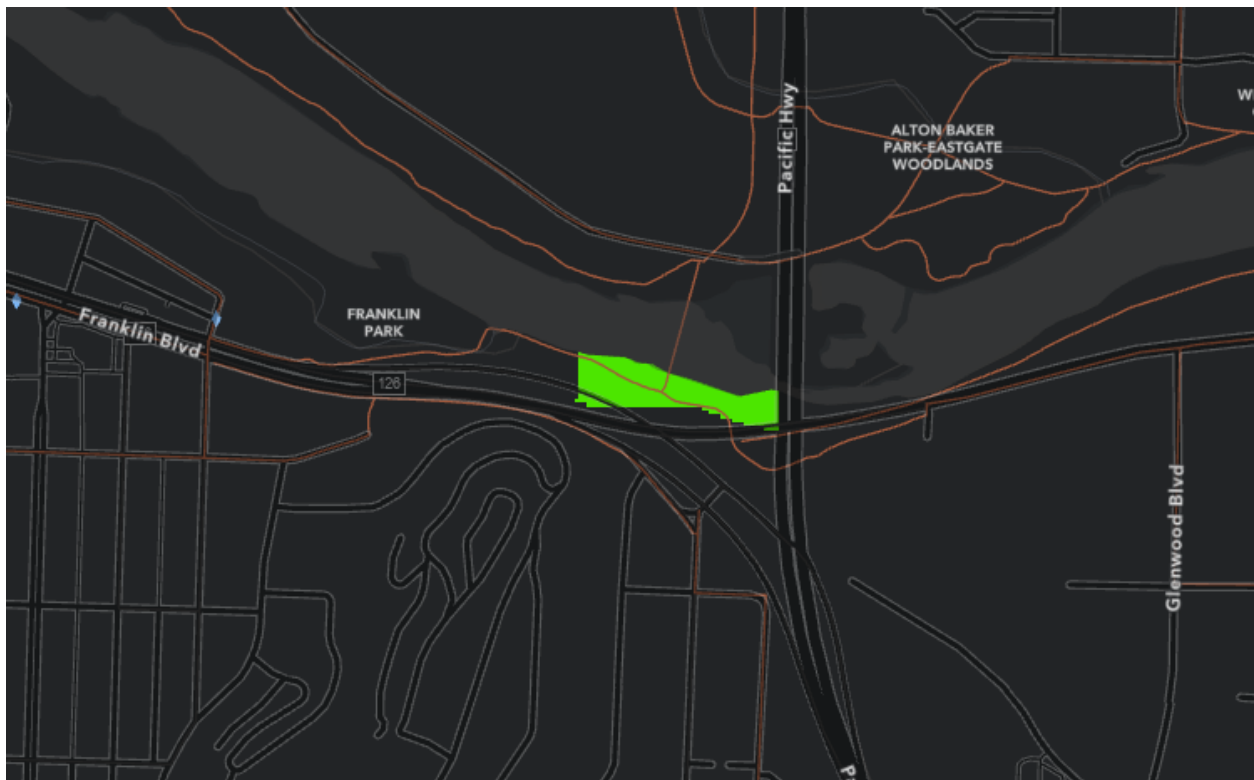 Pacific Hwy
ALTON BAKER
PARK-EASTGATE
WOODLANDS
FRANKLIN
PARK
Franklin Blvd
126
Glenwood Blvd